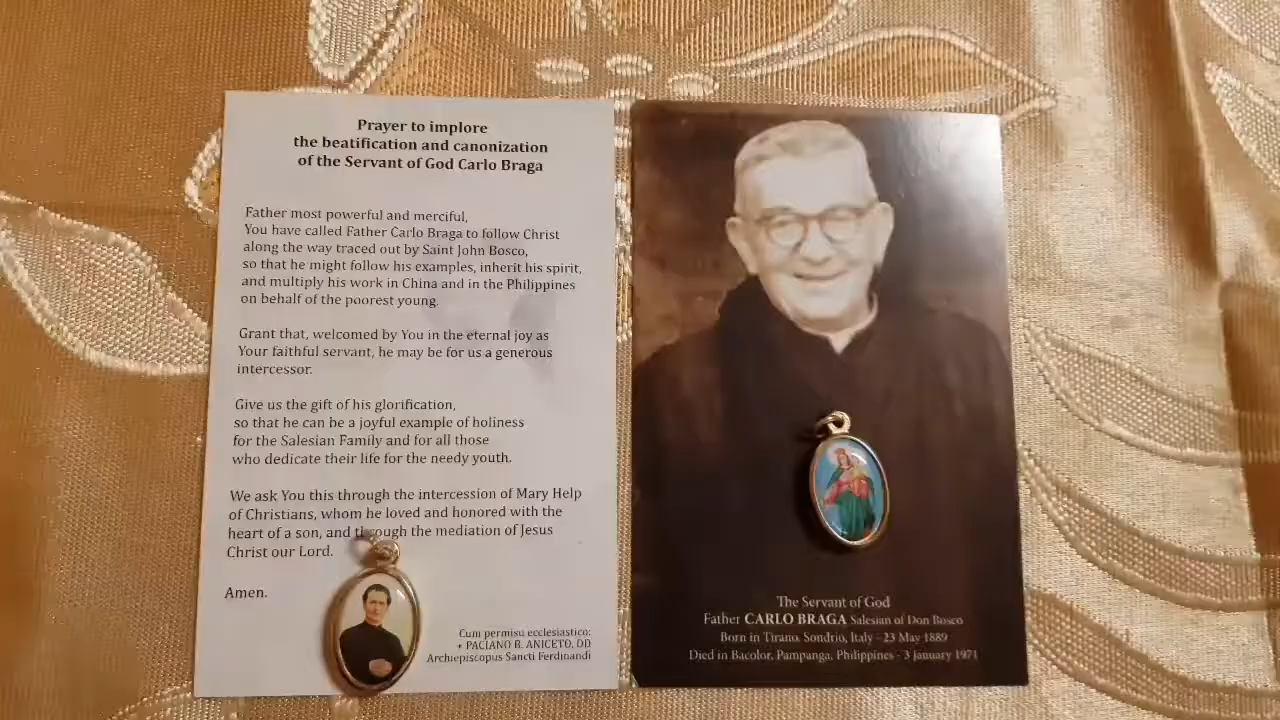 Prayer to implore
the beatification and canonization
of the Servant of God Carlo Braga
Father most powerful and merciful,
You have called Father Carlo Braga to follow Christ
along the way traced out by Saint John Bosco,
so that he might follow his examples, inherit his spirit,
and multiply his work in China and in the Philippines
on behalf of the poorest young.
Grant that, welcomed by You in the eternal joy as
Your faithful servant, he may be for us a generous
intercessor.
Give us the gift of his glorification,
so that he can be a joyful example of holiness
for the Salesian Family and for all those
who dedicate their life for the needy youth.
We ask You this through the intercession of Mary Help
of Christians, whom he loved and honored with the
heart of a son, and through the mediation of Jesus
Christ our Lord.
Amen.
Cum permisu ecclesiastico:
+ PACIANO B. ANICETO, DD
Archiepiscopus Sancti Ferdinandi
The Servant of God
Father CARLO BRAGA Salesian of Don Bosco
Born in Tirano, Sondrio, Italy - 23 May 1889
Died in Bacolor, Pampanga, Philippines - 3 January 1971